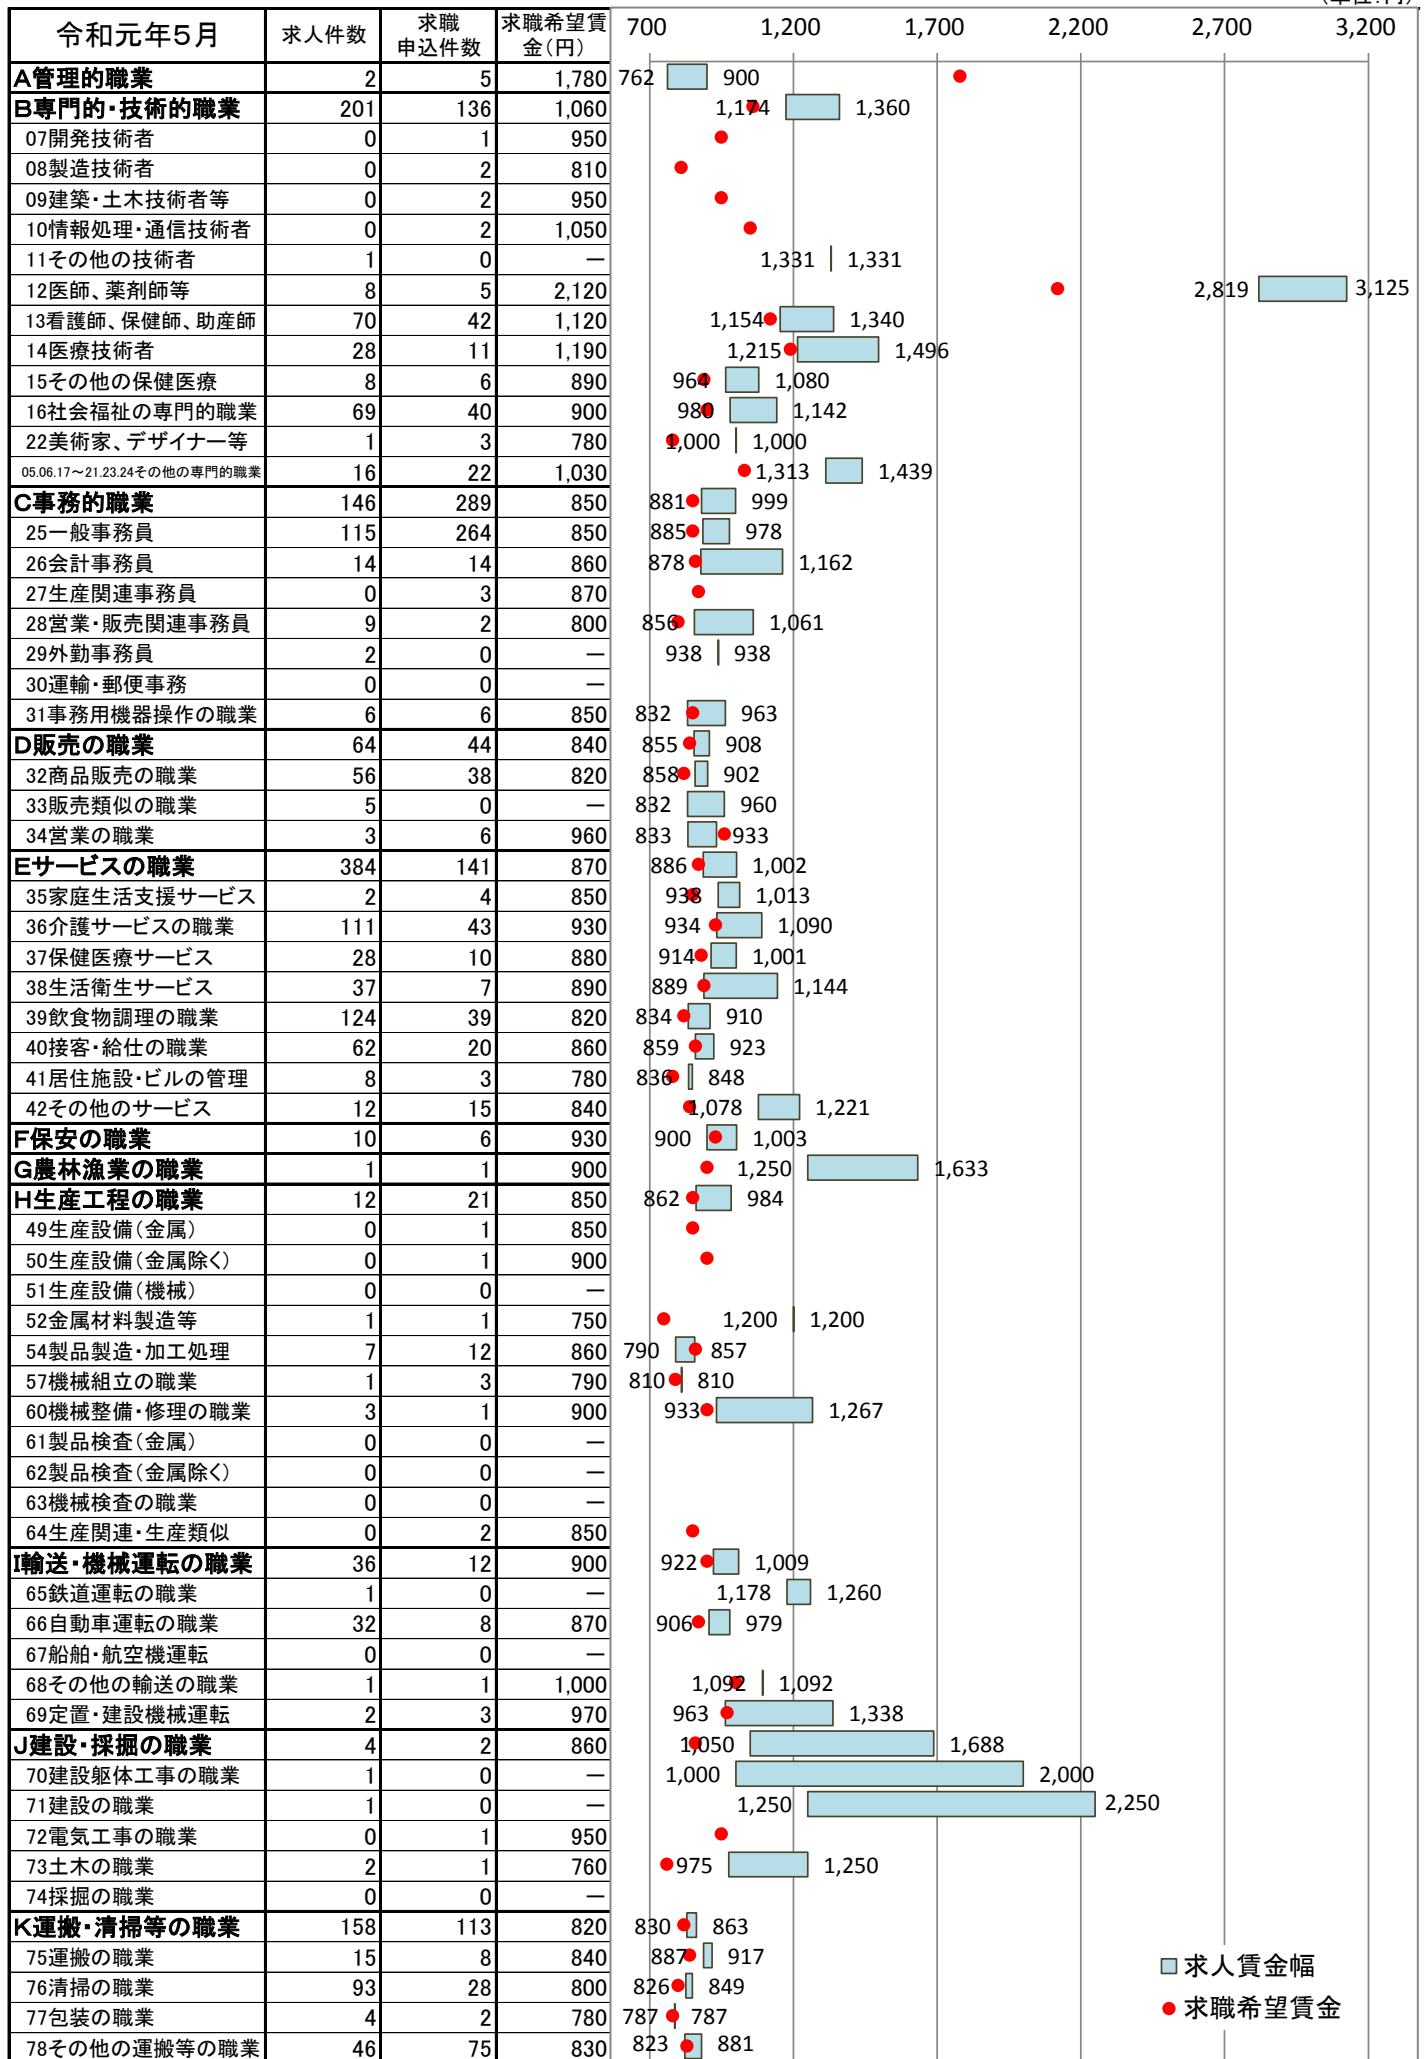 (単位:円)
令和元年5月 求人件数 求職申込件数 求職希望賃金(円) 700 1,200 1,700 2,200 2,700 3,200
A管理的職業 2 5 1,780 762 900
B専門的・技術的職業 201 136 1,060 1,174 1,360
07開発技術者 0 1 950
08製造技術者 0 2 810
09建築・土木技術者等 0 2 950
10情報処理・通信技術者 0 2 1,050
11その他の技術者 1 0 － 1,331 1,331
12医師、薬剤師等 8 5 2,120 2,819 3,125
13看護師、保健師、助産師 70 42 1,120 1,154 1,340
14医療技術者 28 11 1,190 1,215 1,496
15その他の保健医療 8 6 890 964 1,080
16社会福祉の専門的職業 69 40 900 980 1,142
22美術家、デザイナー等 1 3 780 1,000 1,000
05.06.17～21.23.24その他の専門的職業 16 22 1,030 1,313 1,439
C事務的職業 146 289 850 881 999
25一般事務員 115 264 850 885 978
26会計事務員 14 14 860 878 1,162
27生産関連事務員 0 3 870
28営業・販売関連事務員 9 2 800 856 1,061
29外勤事務員 2 0 － 938 938
30運輸・郵便事務 0 0 －
31事務用機器操作の職業 6 6 850 832 963
D販売の職業 64 44 840 855 908
32商品販売の職業 56 38 820 858 902
33販売類似の職業 5 0 － 832 960
34営業の職業 3 6 960 833 933
Eサービスの職業 384 141 870 886 1,002
35家庭生活支援サービス 2 4 850 938 1,013
36介護サービスの職業 111 43 930 934 1,090
37保健医療サービス 28 10 880 914 1,001
38生活衛生サービス 37 7 890 889 1,144
39飲食物調理の職業 124 39 820 834 910
40接客・給仕の職業 62 20 860 859 923
41居住施設・ビルの管理 8 3 780 836 848
42その他のサービス 12 15 840 1,078 1,221
F保安の職業 10 6 930 900 1,003
G農林漁業の職業 1 1 900 1,250 1,633
H生産工程の職業 12 21 850 862 984
49生産設備(金属) 0 1 850
50生産設備(金属除く) 0 1 900
51生産設備(機械) 0 0 －
52金属材料製造等 1 1 750 1,200 1,200
54製品製造・加工処理 7 12 860 790 857
57機械組立の職業 1 3 790 810 810
60機械整備・修理の職業 3 1 900 933 1,267
61製品検査(金属) 0 0 －
62製品検査(金属除く) 0 0 －
63機械検査の職業 0 0 －
64生産関連・生産類似 0 2 850
I輸送・機械運転の職業 36 12 900 922 1,009
65鉄道運転の職業 1 0 － 1,178 1,260
66自動車運転の職業 32 8 870 906 979
67船舶・航空機運転 0 0 －
68その他の輸送の職業 1 1 1,000 1,092 1,092
69定置・建設機械運転 2 3 970 963 1,338
J建設・採掘の職業 4 2 860 1,050 1,688
70建設躯体工事の職業 1 0 － 1,000 2,000
71建設の職業 1 0 － 1,250 2,250
72電気工事の職業 0 1 950
73土木の職業 2 1 760 975 1,250
74採掘の職業 0 0 －
K運搬・清掃等の職業 158 113 820 830 863
75運搬の職業 15 8 840 887 917
76清掃の職業 93 28 800 826 849
77包装の職業 4 2 780 787 787
78その他の運搬等の職業 46 75 830 823 881
求人賃金幅
求職希望賃金